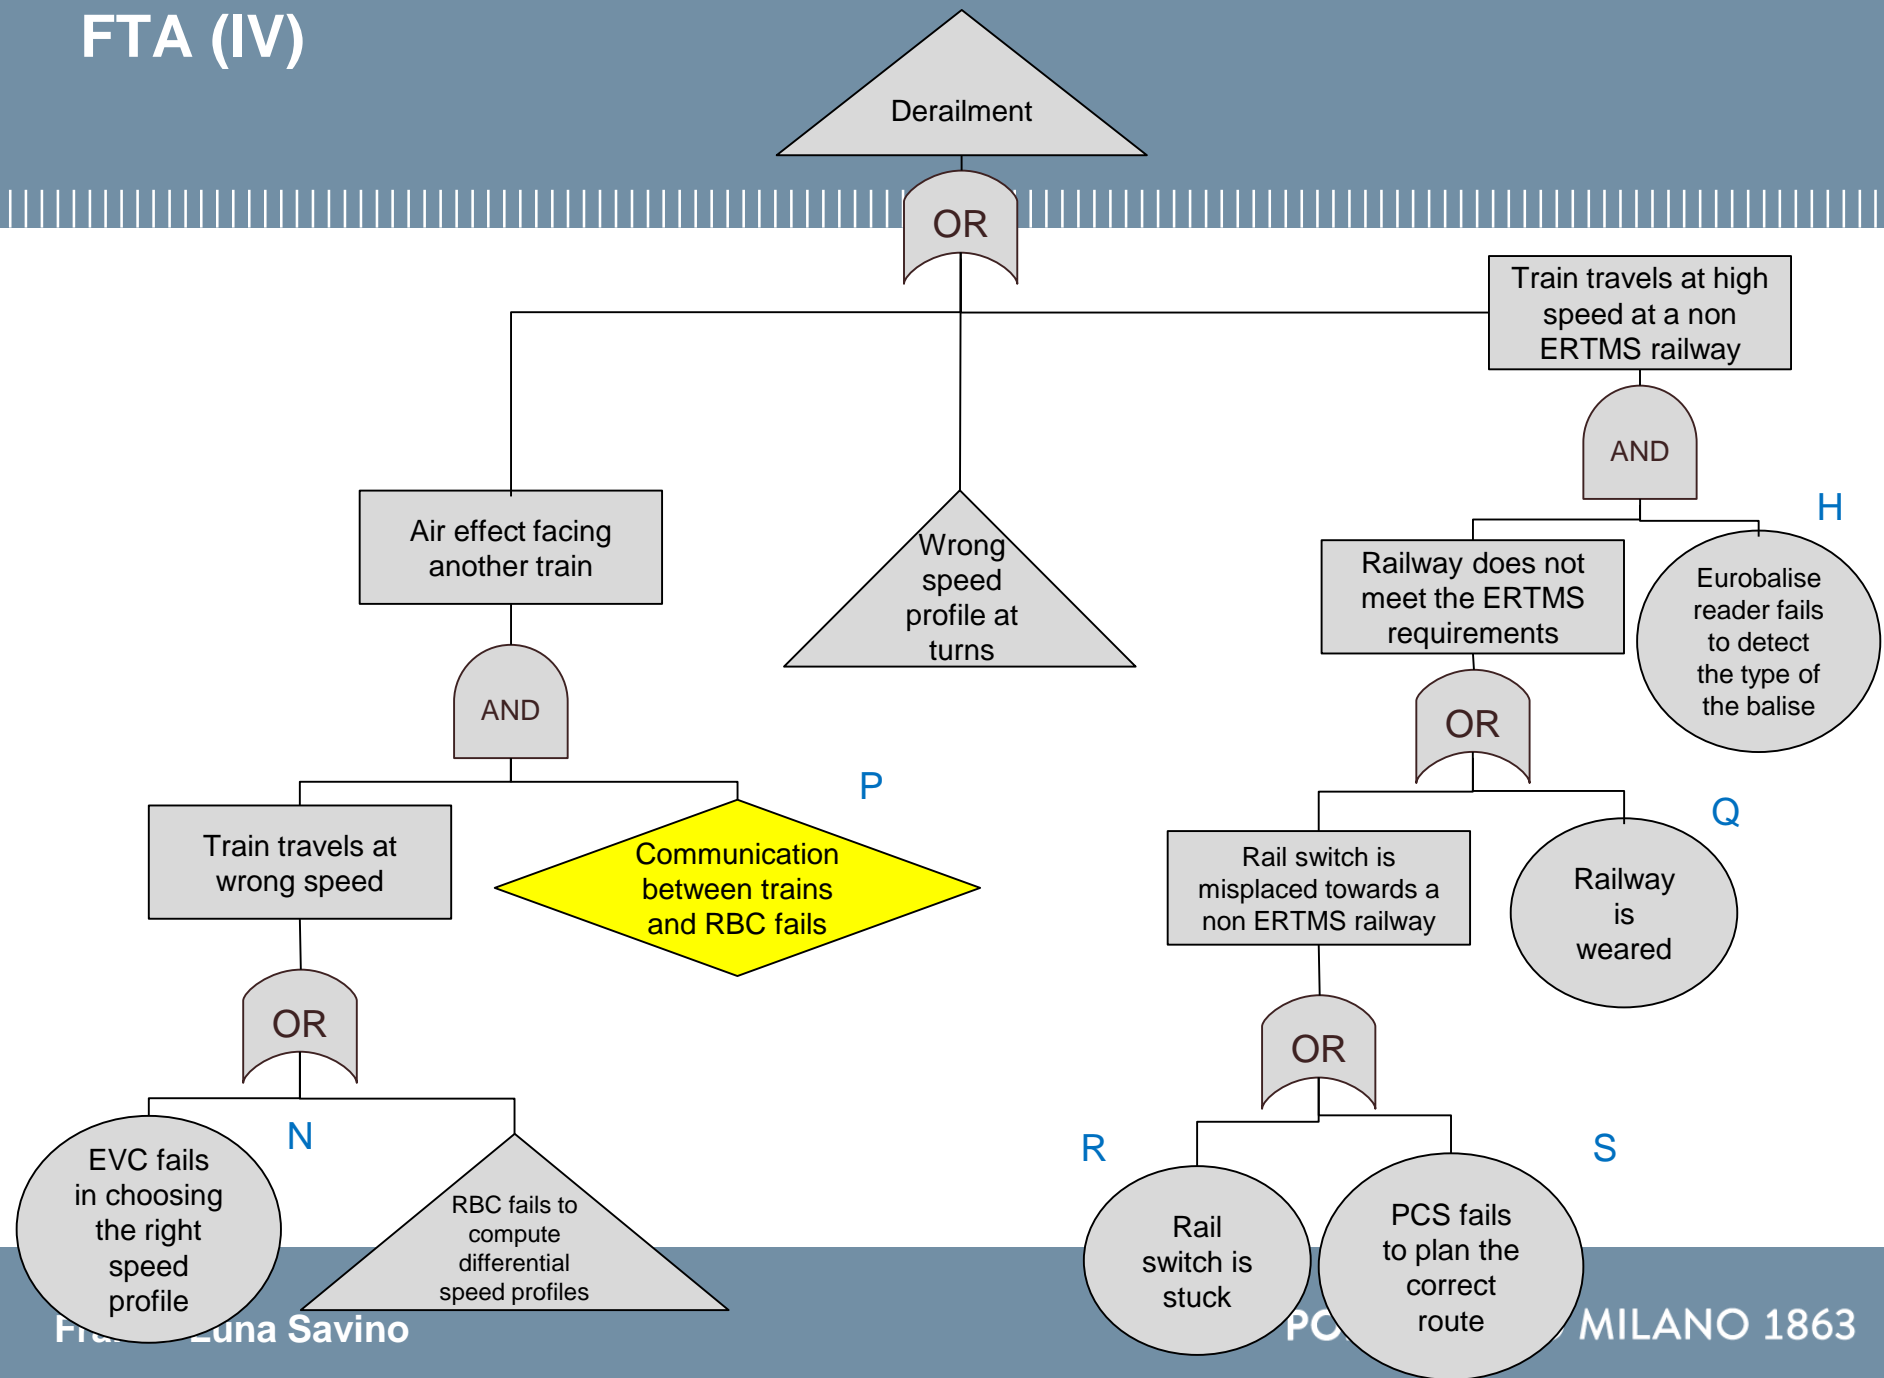 FTA (IV)
Derailment
OR
Train travels at high
speed at a non
ERTMS railway
AND
H
Air effect facing
another train
Wrong
speed
profile at
turns
Railway does not
meet the ERTMS
requirements
Eurobalise
reader fails
to detect
the type of
the balise
AND
OR
P
Q
Train travels at
wrong speed
Communication
between trains
and RBC fails
Rail switch is
misplaced towards a
non ERTMS railway
Railway
is
weared
OR
OR
N
R
S
EVC fails
in choosing
the right
speed
profile
RBC fails to
compute
differential
speed profiles
Rail
switch is
stuck
PCS fails
to plan the
correct
route
Savino
MILANO 1863